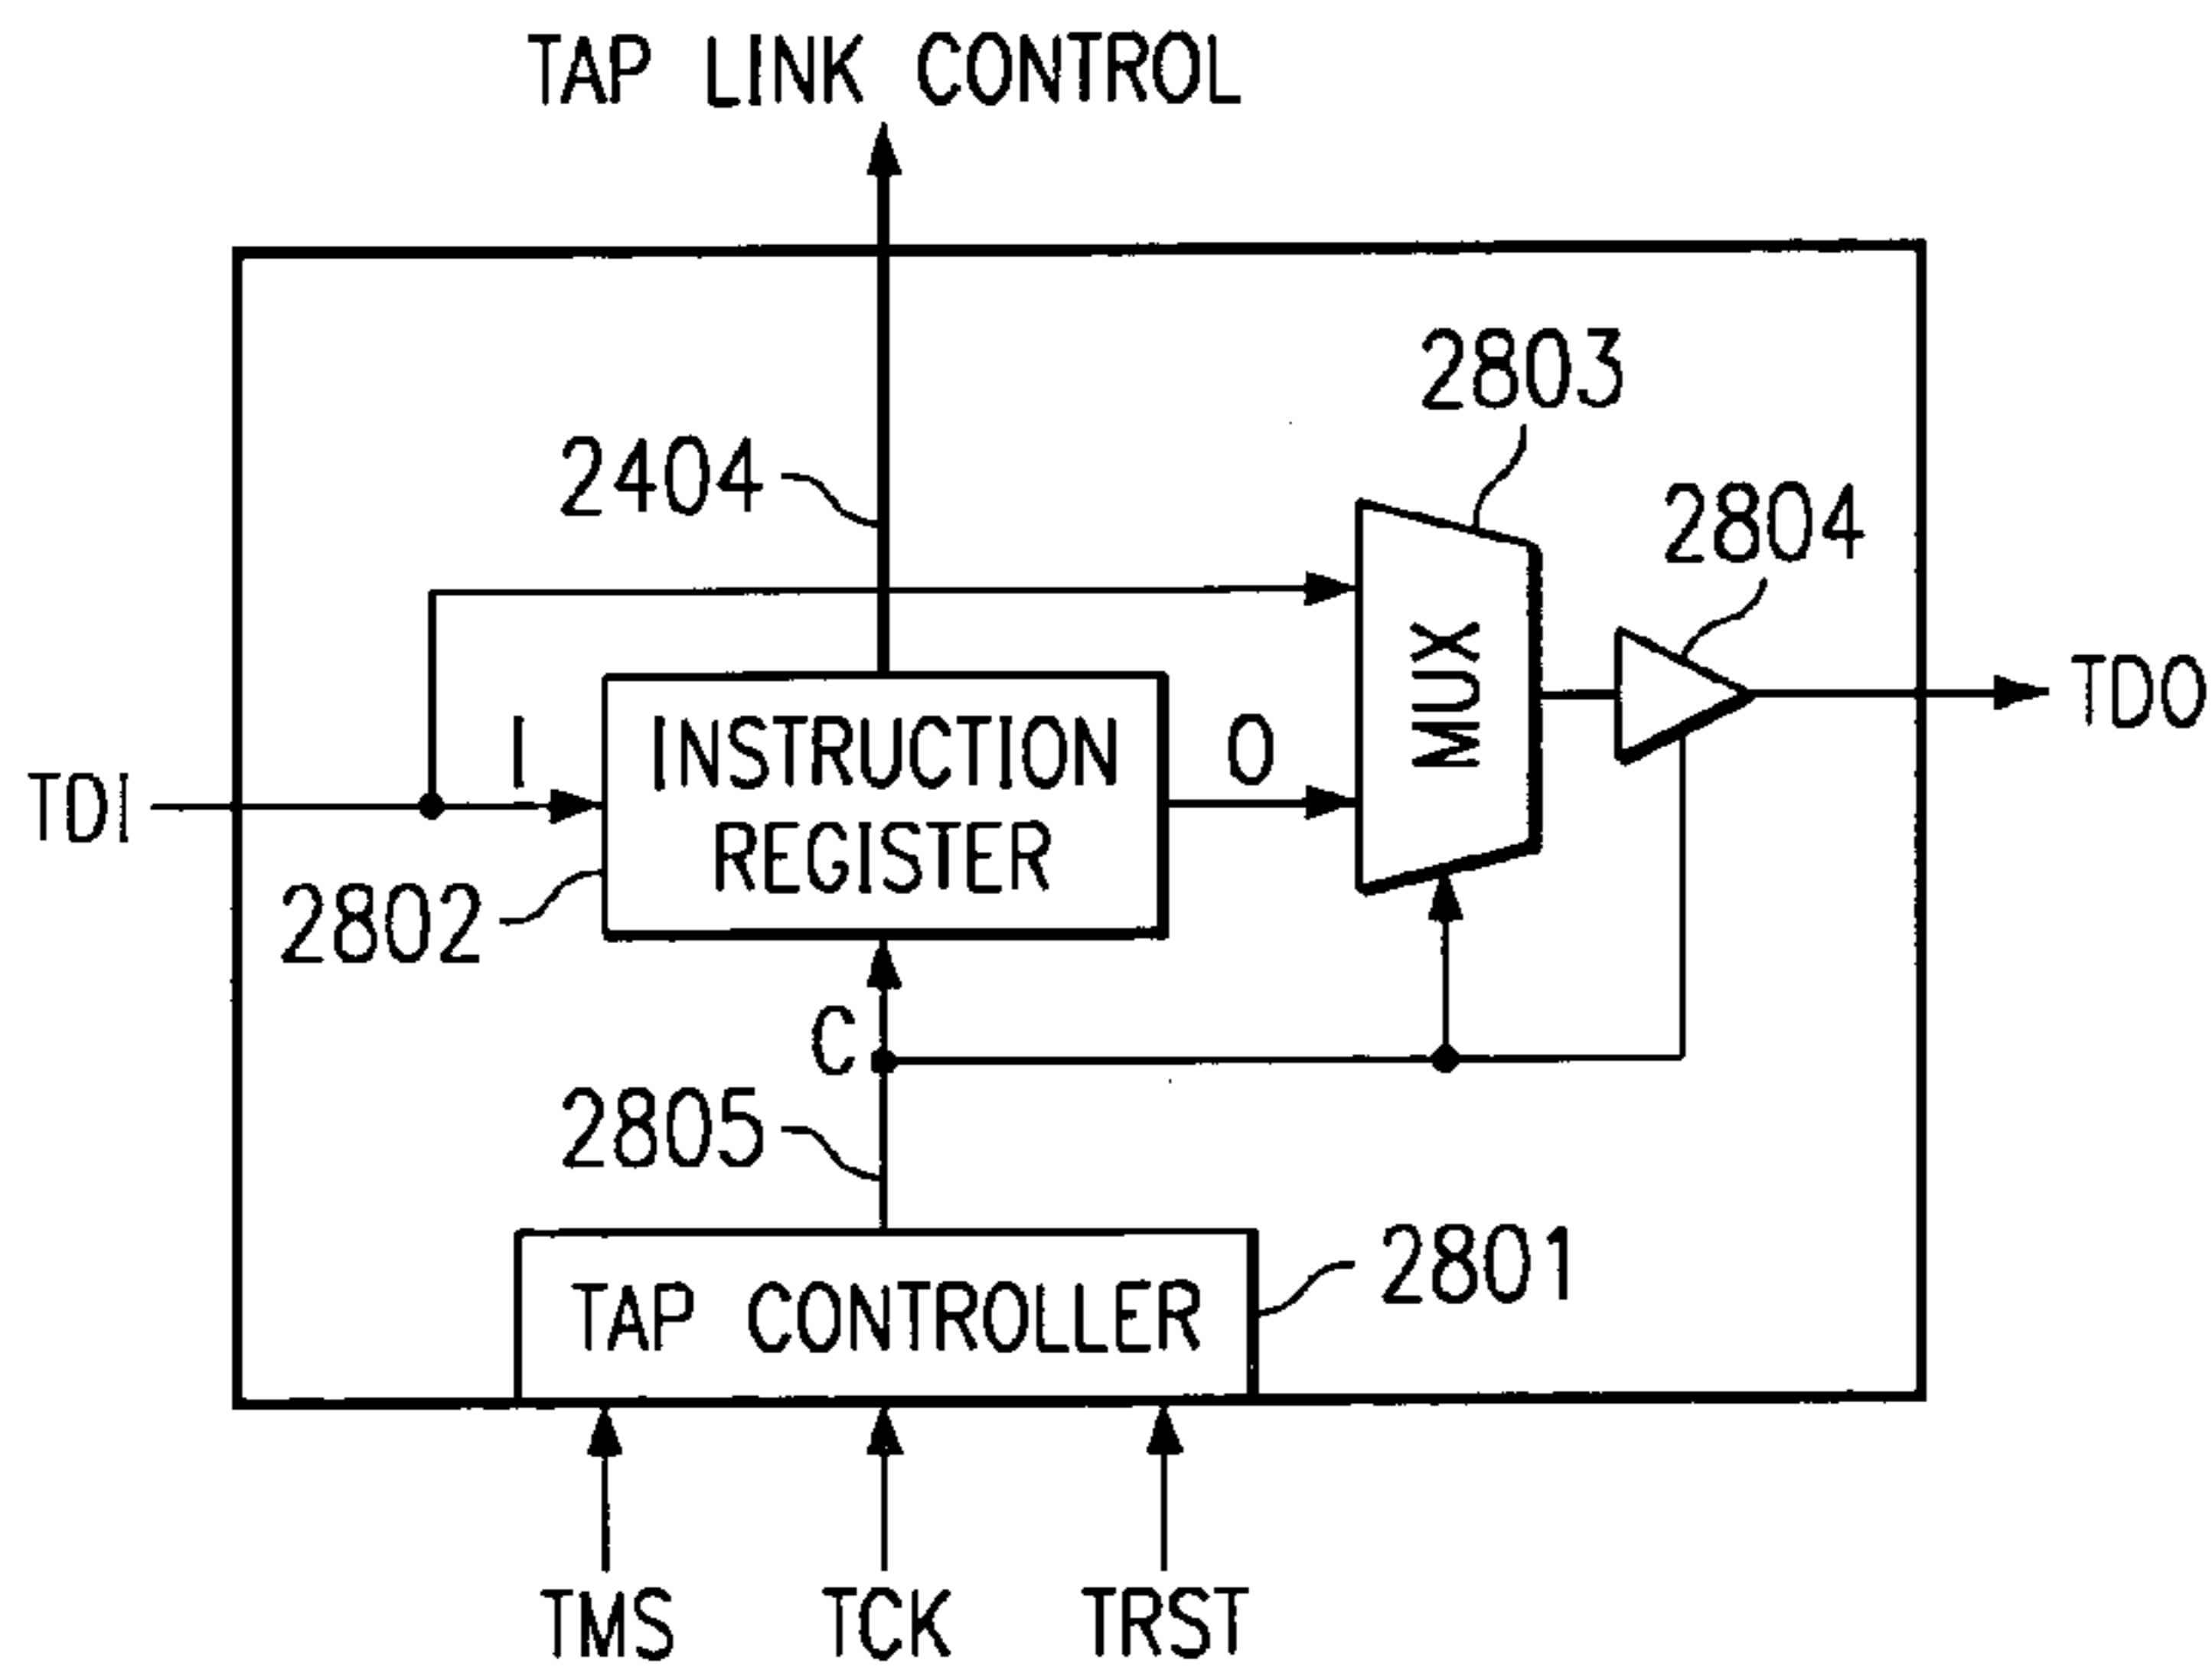 TAP LINK CONTROL
2803
2404
2804
MUX
TDO
I
INSTRUCTION
REGISTER
O
TDI
2802
C
2805
2801
TAP CONTROLLER
TMS
TCK
TRST